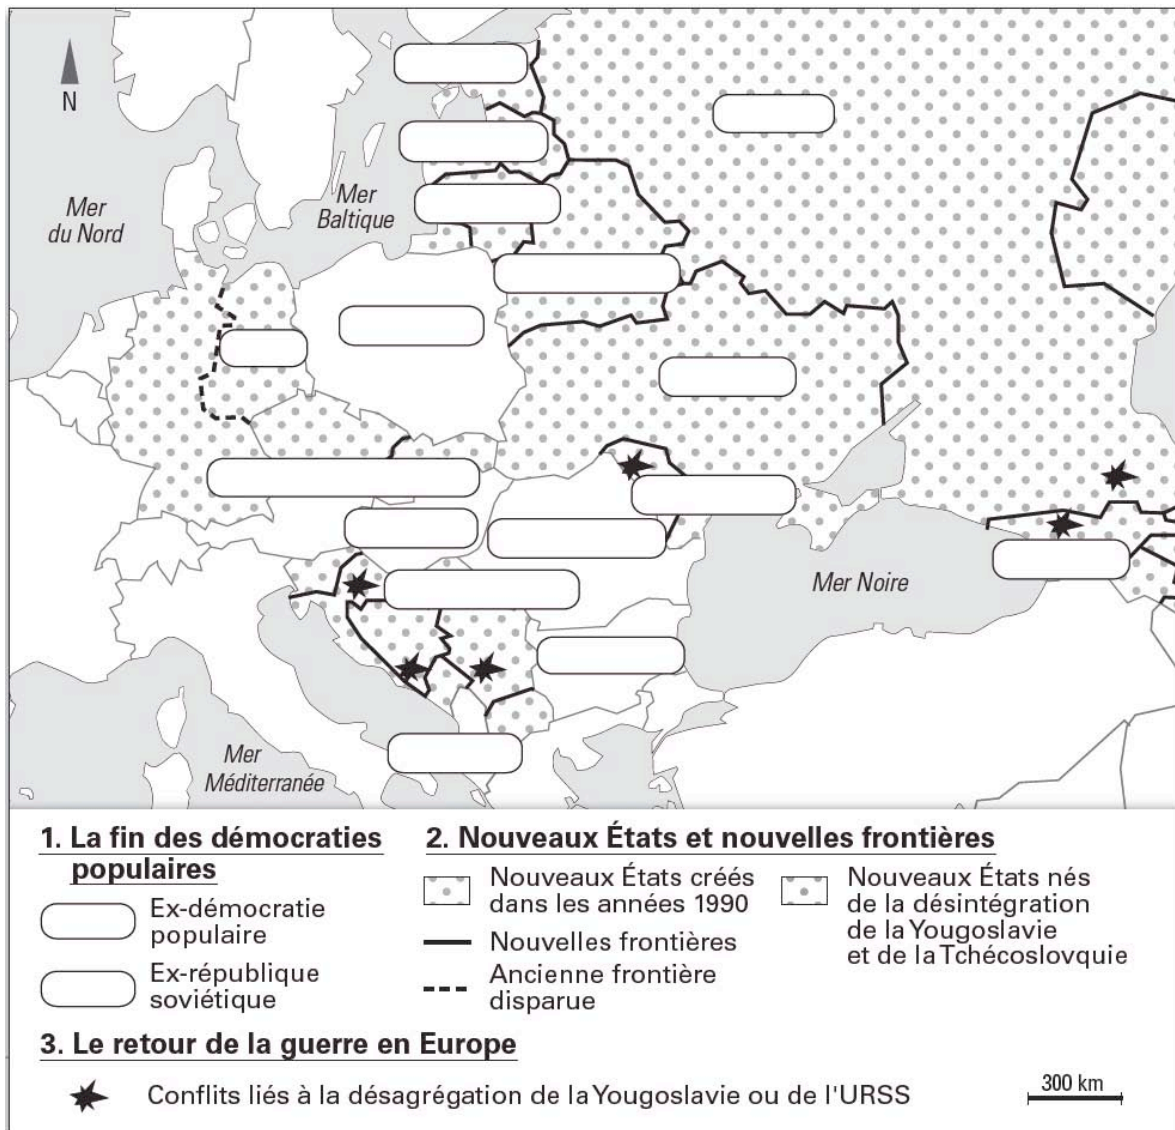 N
Mer
du Nord
Mer
Baltique
Mer Noire
Mer
Méditerranée
1. La fin des démocraties
populaires
Ex-démocratie
populaire
Ex-république
soviétique
2. Nouveaux États et nouvelles frontières
Nouveaux États créés
dans les années 1990
Nouvelles frontières
Ancienne frontière
disparue
Nouveaux États nés
de la désintégration
de la Yougoslavie
et de la Tchécoslovquie
3. Le retour de la guerre en Europe
Conflits liés à la désagrégation de la Yougoslavie ou de l'URSS
300 km